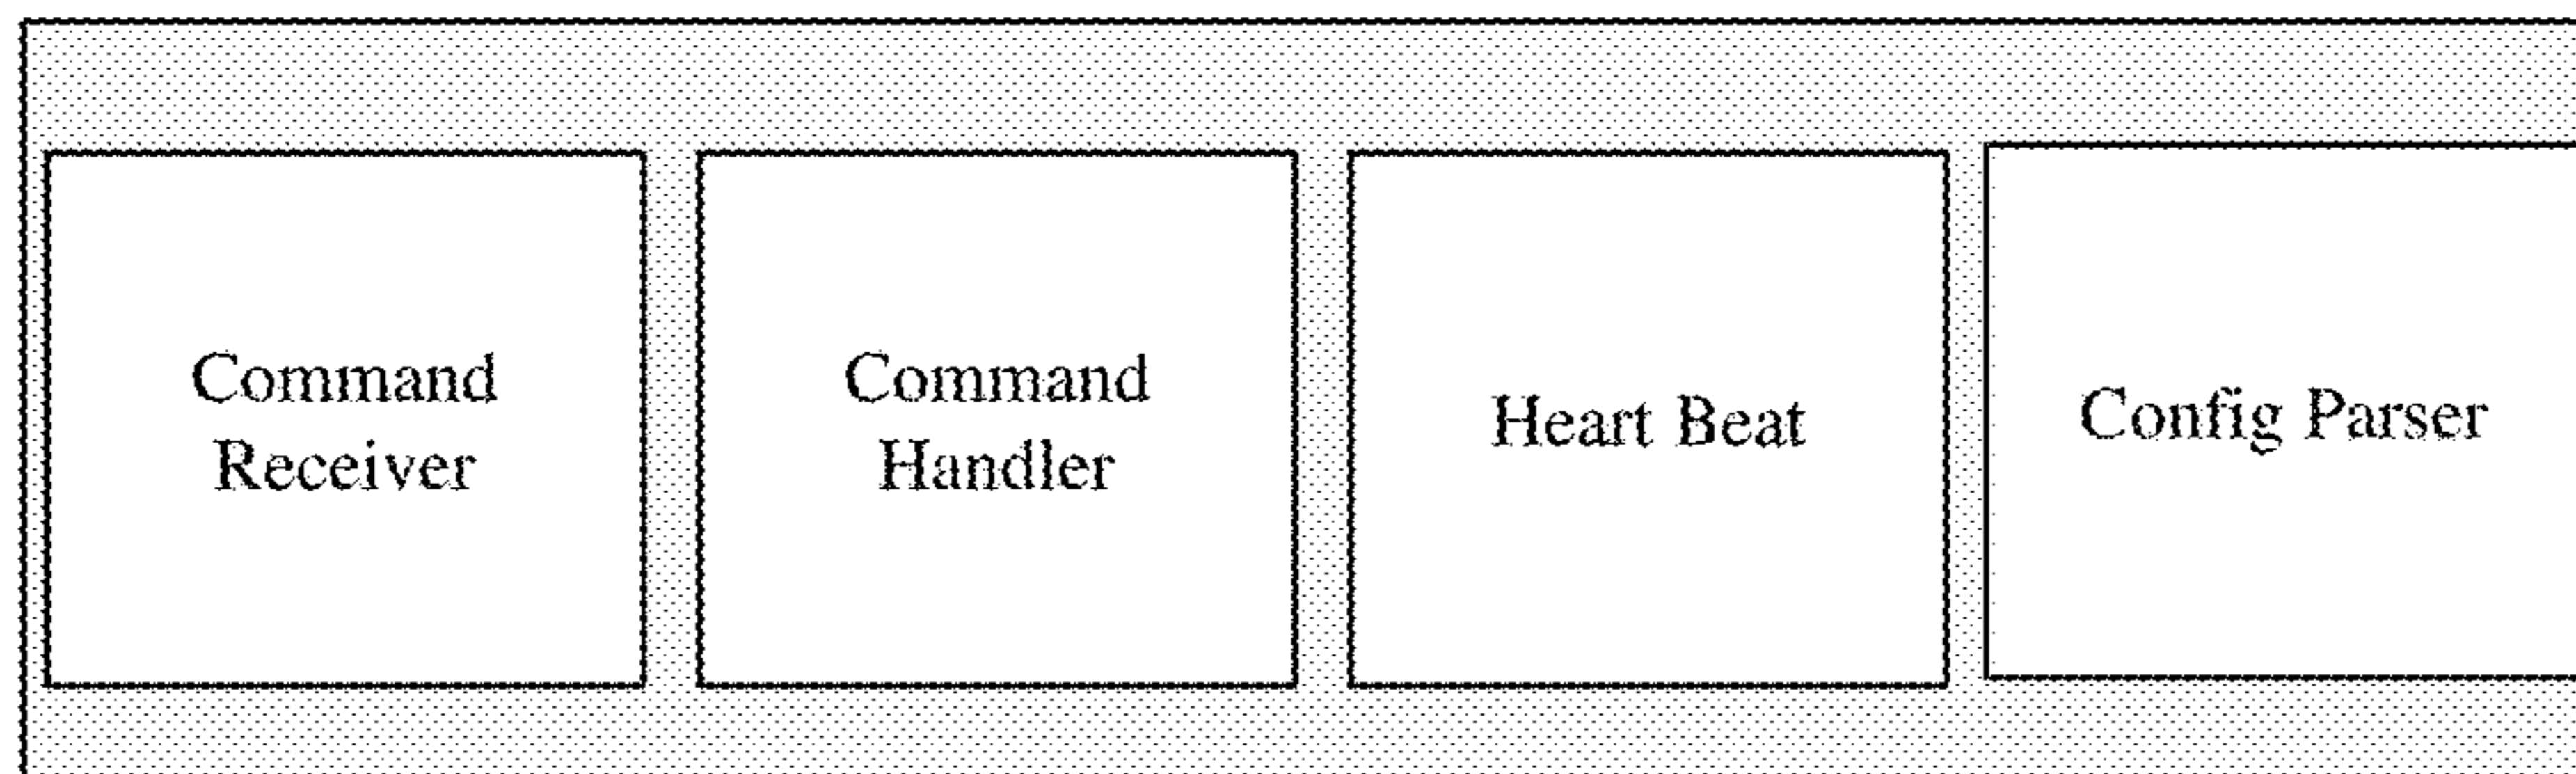 Command
Receiver
Command
Handler
Heart Beat
Config Parser